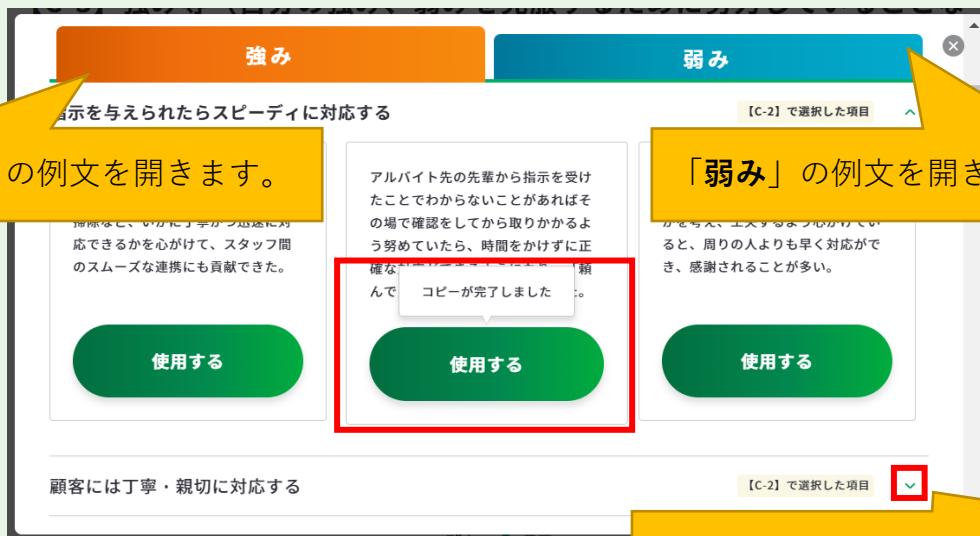 強み
弱み
指示を与えられたらスピーディに対応する
【C-2】で選択した項目
の例文を開きます。
「弱み」の例文を開き
応できるかを心がけて、スタッフ間
のスムーズな連携にも貢献できた。
使用する
アルバイト先の先輩から指示を受け
たことでわからないことがあればそ
の場で確認をしてから取りかかるよ
う努めていたら、時間をかけずに正
確な
頼
んで
コピーが完了しました
使用する
ると、周りの人よりも早く対応がで
き、感謝されることが多い。
使用する
顧客には丁寧・親切に対応する
【C-2】で選択した項目